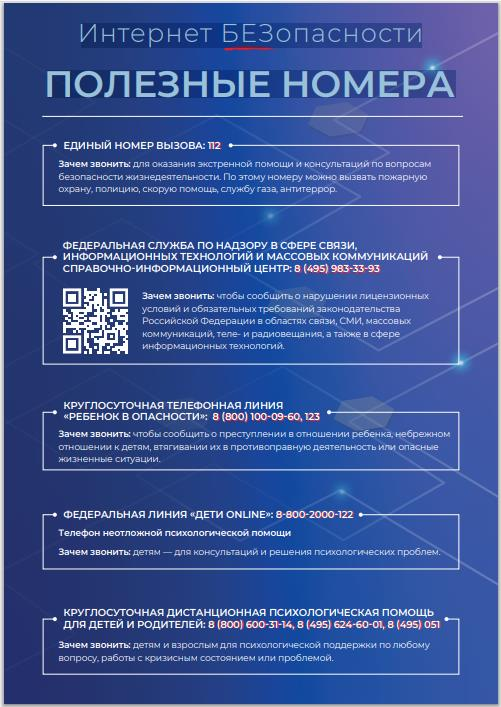 Интернет БЕЗопасности
ПОЛЕЗНЫЕ НОМЕРА
ЕДИНЫЙ НОМЕР ВЫЗОВА: 112
Зачем звонить: для оказания экстренной помощи и консультаций по вопросам
безопасности жизнедеятельности. По этому номеру можно вызвать пожарную
охрану, полицию, скорую помощь, службу газа, антитеррор.
ФЕДЕРАЛЬНАЯ СЛУЖБА ПО НАДЗОРУ В СФЕРЕ СВЯЗИ,
ИНФОРМАЦИОННЫХ ТЕХНОЛОГИЙ И МАССОВЫХ КОММУНИКАЦИЙ
СПРАВОЧНО-ИНФОРМАЦИОННЫЙ ЦЕНТР: 8 (495) 983-33-93
Зачем звонить: чтобы сообщить о нарушении лицензионных
условий и обязательных требований законодательства
Российской Федерации в областях связи, СМИ, массовых
коммуникаций, теле- и радиовещания, а также в сфере
информационных технологий.
КРУГЛОСУТОЧНАЯ ТЕЛЕФОННАЯ ЛИНИЯ
«РЕБЕНОК В ОПАСНОСТИ»: 8 (800) 100-09-60, 123
Зачем звонить: чтобы сообщить о преступлении в отношении ребенка, небрежном
отношении к детям, втягивании их в противоправную деятельность или опасные
жизненные ситуации.
ФЕДЕРАЛЬНАЯ ЛИНИЯ «ДЕТИ ONLINE»: 8-800-2000-122
Телефон неотложной психологической помощи
Зачем звонить: детям — для консультаций и решения психологических проблем.
КРУГЛОСУТОЧНАЯ ДИСТАНЦИОННАЯ ПСИХОЛОГИЧЕСКАЯ ПОМОЩЬ
ДЛЯ ДЕТЕЙ И РОДИТЕЛЕЙ: 8 (800) 600-31-14, 8 (495) 624-60-01, 8 (495) 051
Зачем звонить: детям и взрослым для психологической поддержки по любому
вопросу, работы с кризисным состоянием или проблемой.